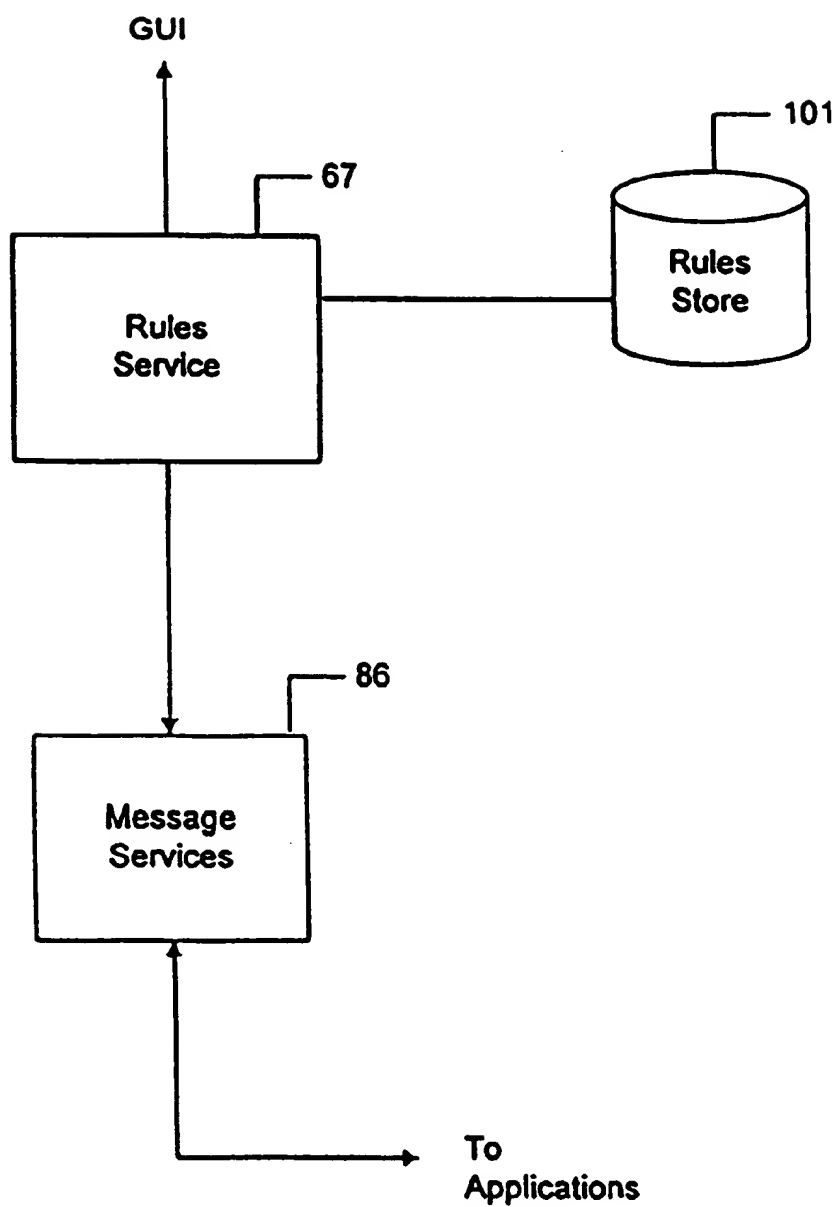 GUI
101
67
Rules
Store
Rules
Service
86
Message
Services
To
Applications